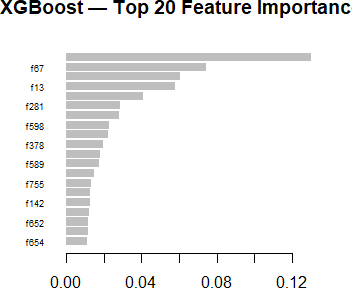 XGBoost — Top 20 Feature Importanc
f67
f13
f281
f598
f378
f589
f755
f142
f652
f654
0.00 0.04 0.08 0.12